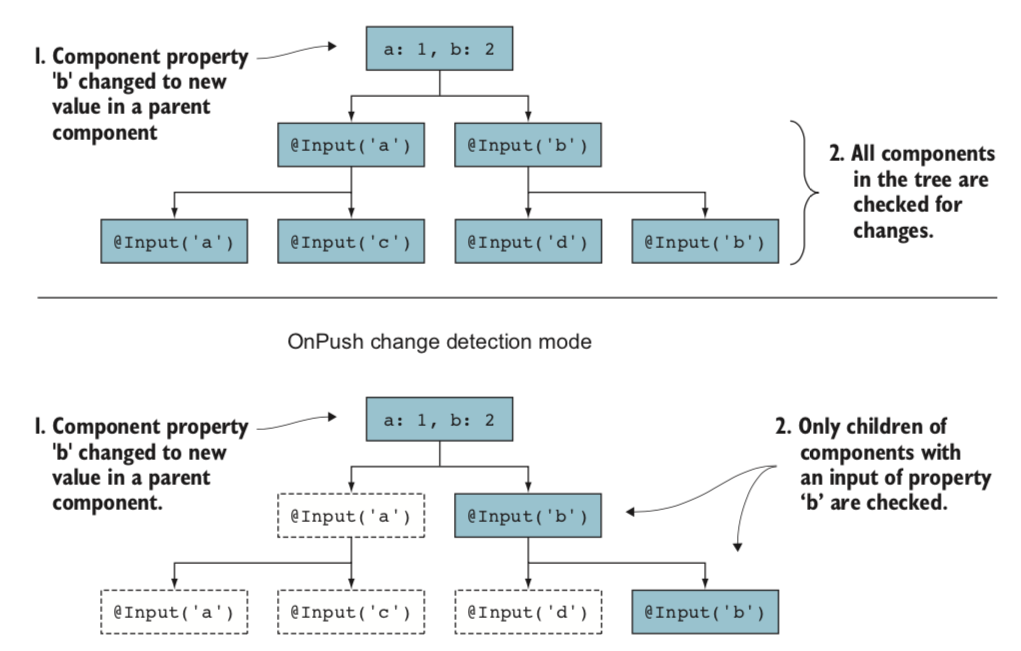 a: 1, b: 2
1. Component property
'b' changed to new
value in a parent
component
@Input('a')
@Input('b')
2. All components
in the tree are
checked for
changes.
@Input('a')
@Input('c')
@Input('d')
@Input('b')
OnPush change detection mode
a: 1, b: 2
1. Component property
'b' changed to new
value in a parent
component.
2. Only children of
components with
an input of property
‘b’ are checked.
@Input('a')
@Input('b')
@Input('a')
@Input('c')
@Input('d')
@Input('b')